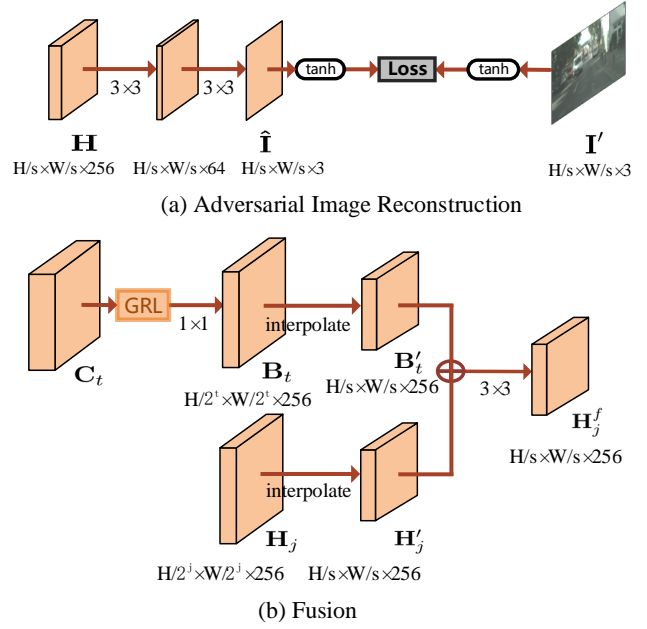 tanh Loss tanh
3×3 3×3
H Î I′
H/s×W/s×256 H/s×W/s×64 H/s×W/s×3 H/s×W/s×3
(a) Adversarial Image Reconstruction
GRL
1×1 interpolate
C_t B_t B′_t 3×3
H/2^t×W/2^t×256 H/s×W/s×256
H^f_j
H/s×W/s×256
interpolate
H_j H′_j
H/2^j×W/2^j×256 H/s×W/s×256
(b) Fusion